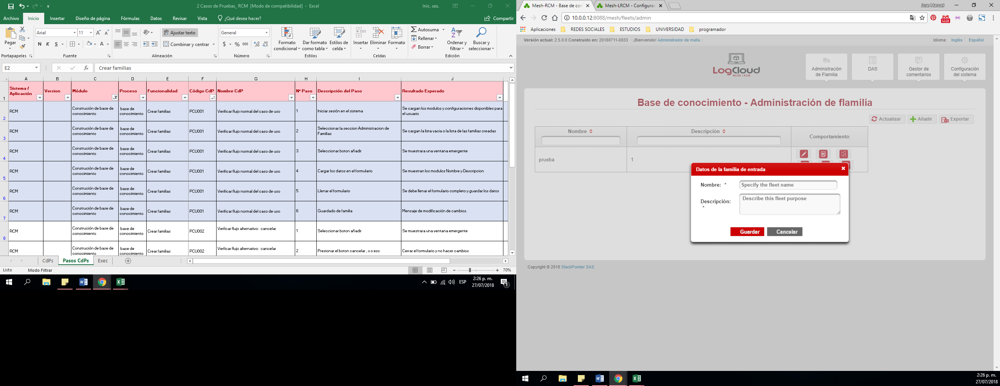 2 Casos de Pruebas_ RCM [Modo de compatibilidad] - Excel
Inic. ses.
Archivo Inicio Insertar Diseño de página Fórmulas Datos Revisar Vista ¿Qué desea hacer? Compartir
Pegar
Arial 11
N K S
Ajustar texto
Combinar y centrar
General
$ % 000
Formato condicional
Dar formato como tabla
Estilos de celda
Insertar Eliminar Formato
Autosuma
Rellenar
Borrar
Ordenar y filtrar
Buscar y seleccionar
Portapapeles Fuente Alineación Número Estilos Celdas Edición
E2 fx Crear familias
A B C D E F G H I J
1 Sistema / Aplicación Version Módulo Proceso Funcionalidad Código CdP Nombre CdP N° Paso Descripción del Paso Resultado Esperado
2 RCM Construción de base de conocimiento base de conocimiento Crear familias PCU001 Verificar flujo normal del caso de uso 1 Iniciar sesión en el sistema Se cargan los modulos y configuraciones disponibles para el usuario
3 RCM Construción de base de conocimiento base de conocimiento Crear familias PCU001 Verificar flujo normal del caso de uso 2 Seleccionar la seccion Administracion de Familias Se cargan la lista vacia o la lista de las familias creadas
4 RCM Construción de base de conocimiento base de conocimiento Crear familias PCU001 Verificar flujo normal del caso de uso 3 Seleccionar boton añadir Se muestrara una ventana emergente
5 RCM Construción de base de conocimiento base de conocimiento Crear familias PCU001 Verificar flujo normal del caso de uso 4 Cargar los datos en el formulario Se muestran los modulos Nombre y Descripcion
6 RCM Construción de base de conocimiento base de conocimiento Crear familias PCU001 Verificar flujo normal del caso de uso 5 Llenar el formulario Se debe llenar el formulario completo y guardar los datos
7 RCM Construción de base de conocimiento base de conocimiento Crear familias PCU001 Verificar flujo normal del caso de uso 6 Guardado de familia Mensaje de modificación de cambios.
8 RCM Construción de base de conocimiento base de conocimiento Crear familias PCU002 Verficar flujo alternativo: cancelar 1 Seleccionar boton añadir Se muestrara una ventana emergente
RCM Construción de base de conocimiento base de conocimiento Crear familias PCU002 Verficar flujo alternativo: cancelar 2 Presionar el boton cancelar , x o esc Cerrar el formulario y no hacer cambios
CdPs Pasos CdPs Exec
Listo Modo Filtrar 70%
ESP
2:26 p. m.
27/07/2018
1
Mesh-RCM - Base de con
Mesh-LRCM - Configurac
Jose Manuel
10.0.0.12:8088/mesh/fleets/admin
5228
Aplicaciones REDES SOCIALES ESTUDIOS UNIVERSIDAD programador
Versión actual: 2.5.0.0 Construido en: 20180711-0833 ¡Bienvenido! Administrador de malla
Idioma: Inglés Español
LogCloud
MESH LRCM
Administración de Flamilia
DAS
Gestor de comentarios
Configuración del sistema
Base de conocimiento - Administración de flamilia
Actualizar Añadir Exportar
Nombre Descripción Comportamiento
prueba 1
Datos de la familia de entrada
Nombre: * Specify the fleet name
Descripción: * Describe this fleet purpose
Guardar Cancelar
Copyright © 2018 StackPointer SAS
2:26 p. m.
27/07/2018